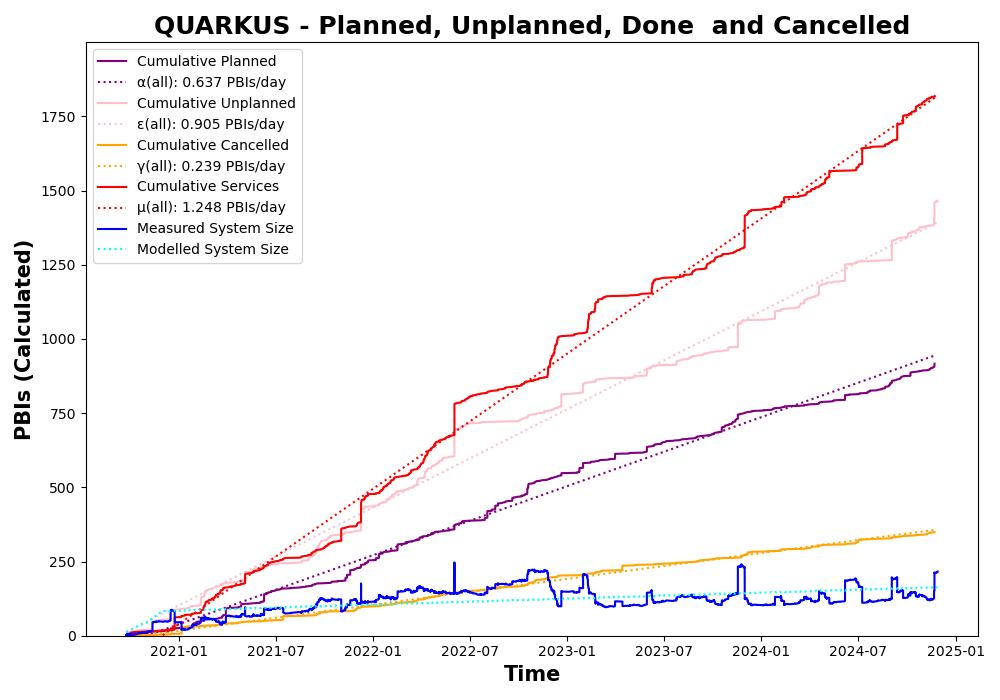 QUARKUS - Planned, Unplanned, Done  and Cancelled
Cumulative Planned
α(all): 0.637 PBIs/day
Cumulative Unplanned
ε(all): 0.905 PBIs/day
Cumulative Cancelled
γ(all): 0.239 PBIs/day
Cumulative Services
μ(all): 1.248 PBIs/day
Measured System Size
Modelled System Size
PBIs (Calculated)
1750
1500
1250
1000
750
500
250
0
2021-01 2021-07 2022-01 2022-07 2023-01 2023-07 2024-01 2024-07 2025-01
Time